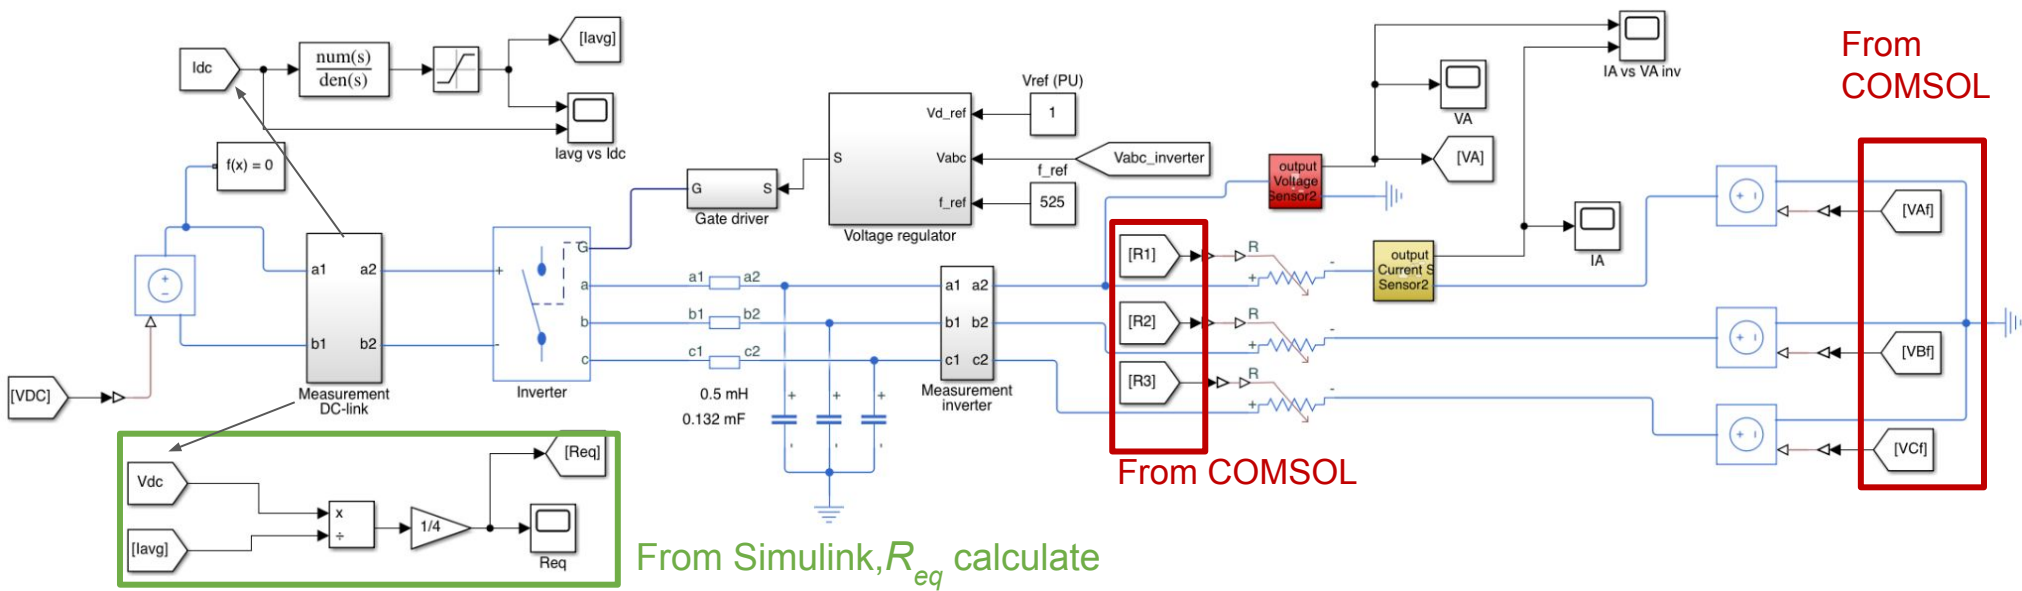 Idc
num(s)
den(s)
[Iavg]
Iavg vs Idc
f(x) = 0
[VDC]
a1
a2
b1
b2
Measurement
DC-link
+
-
G
a
b
c
Inverter
G
S
Gate driver
S
Vd_ref
Vabc
f_ref
Voltage regulator
Vref (PU)
1
Vabc_inverter
f_ref
525
a1
a2
b1
b2
c1
c2
0.5 mH
0.132 mF
+
+
+
-
-
-
a1
a2
b1
b2
c1
c2
Measurement
inverter
[R1]
[R2]
[R3]
R
+
-
R
+
-
R
+
-
From COMSOL
output
Voltage
Sensor2
VA
[VA]
IA vs VA inv
output
Current S
Sensor2
IA
From
COMSOL
[VAf]
[VBf]
[VCf]
Vdc
[Iavg]
x
÷
1/4
[Req]
Req
From Simulink,Req calculate